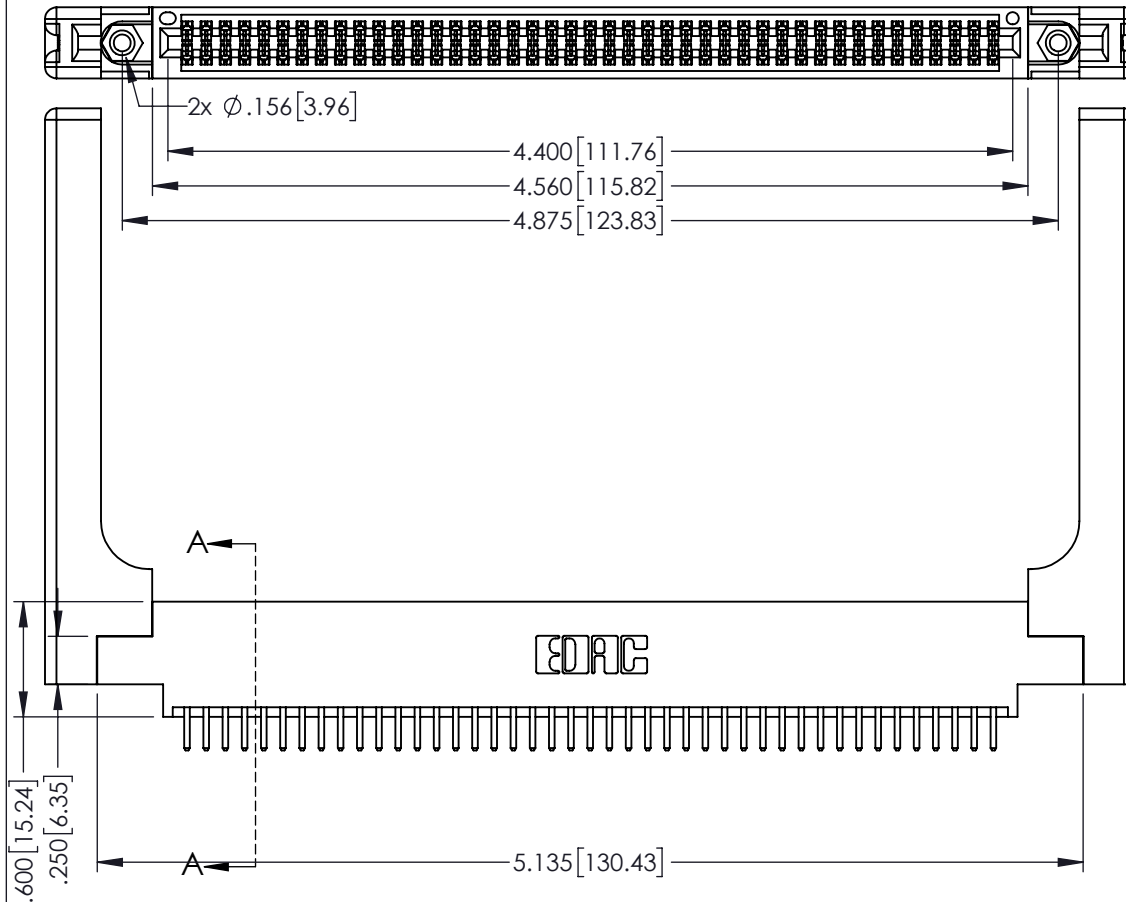 2x Ø.156[3.96]
4.400[111.76]
4.560[115.82]
4.875[123.83]
A
EDAC
.600[15.24]
.250[6.35]
A
5.135[130.43]